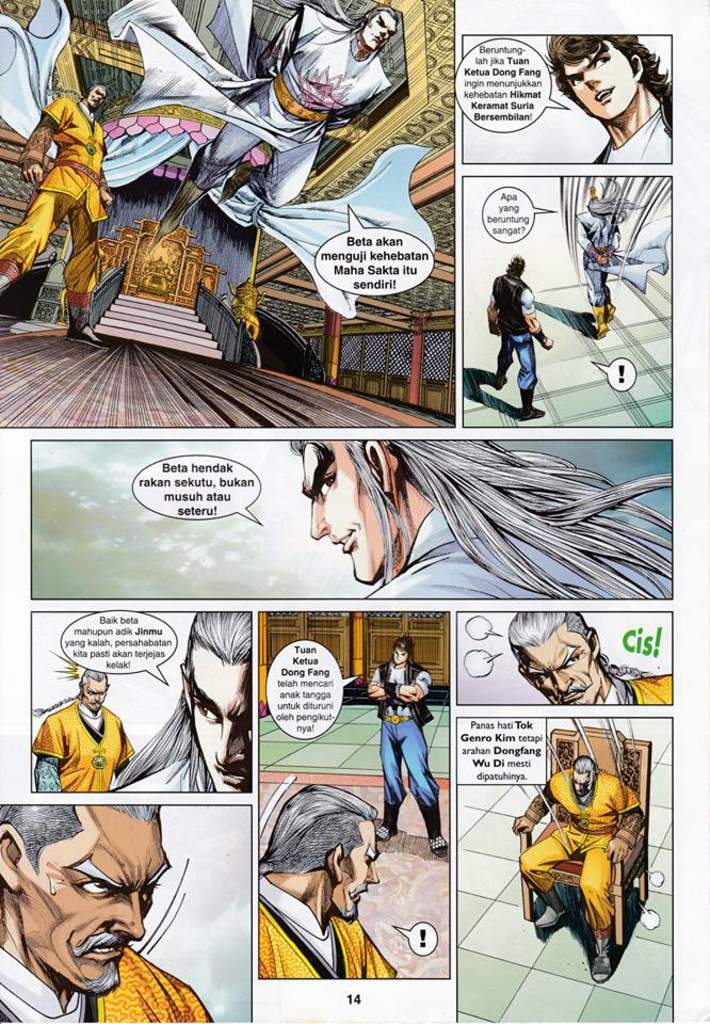 Beta akan
menguji kehebatan
Maha Sakta itu
sendiri!
Beruntung-
lah jika Tuan
Ketua Dong Fang
ingin menunjukkan
kehebatan Hikmat
Keramat Suria
Bersembilan!
Apa
yang
beruntung
sangat?
!
Beta hendak
rakan sekutu, bukan
musuh atau
seteru!
Baik beta
mahupun adik Jinmu
yang kalah, persahabatan
kita pasti akan terjejas
kelak!
Tuan
Ketua
Dong Fang
telah mencari
anak tangga
untuk dituruni
oleh pengikut-
nya!
!
Cis!
Panas hati Tok
Genro Kim tetapi
arahan Dongfang
Wu Di mesti
dipatuhinya.
14